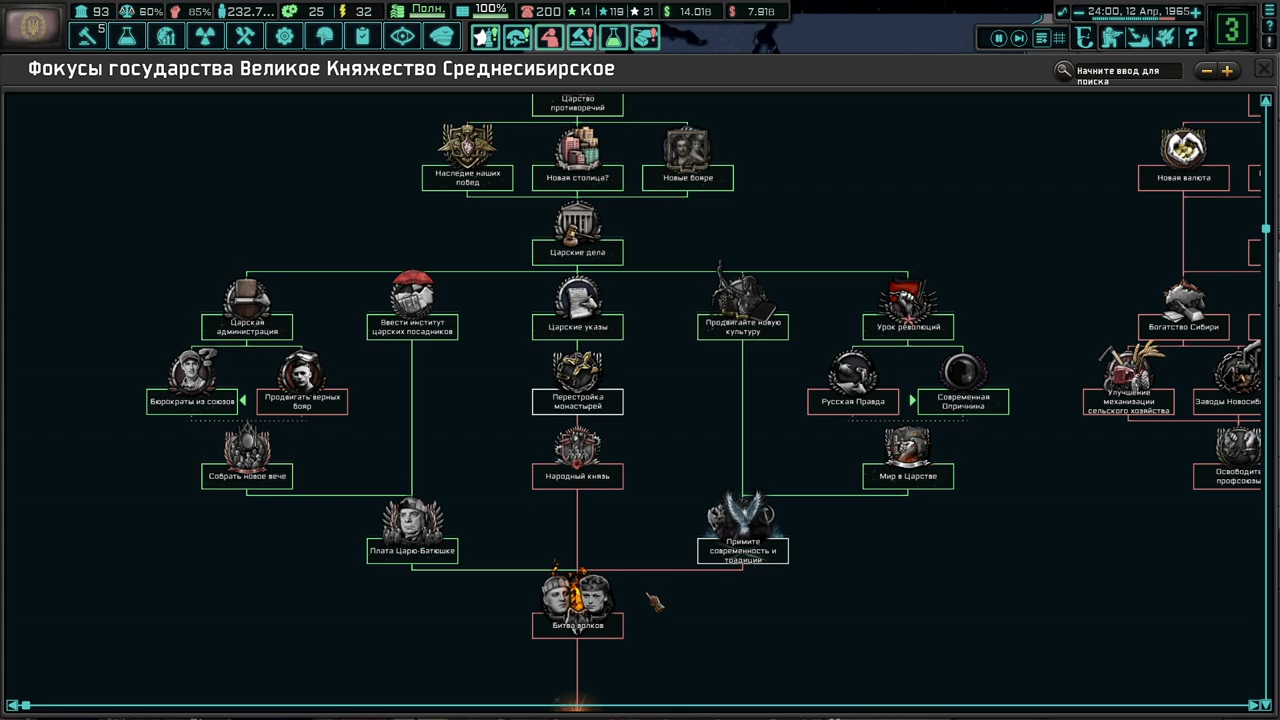 93 60% 85% 232.7... 25 32 Полн. 100% 200 14 119 21 14.018 7.918
24:00, 12 Апр, 1965
5
3
Фокусы государства Великое Княжество Среднесибирское
Начните ввод для
поиска
Царство
противоречий
Наследие наших
побед
Новая столица?
Новые бояре
Новая валюта
Царские дела
Царская
администрация
Ввести институт
царских посадников
Царские указы
Продвигайте новую
культуру
Урок революций
Богатство Сибири
Бюрократы из союзов
Продвигать верных
бояр
Перестройка
монастырей
Русская Правда
Современная
Опричнина
Улучшение
механизации
сельского хозяйства
Заводы Новосиби
Собрать новое вече
Народный князь
Мир в Царстве
Освободите
профсоюзы
Плата Царю-Батюшке
Примите
современность и
традиции
Битва волков